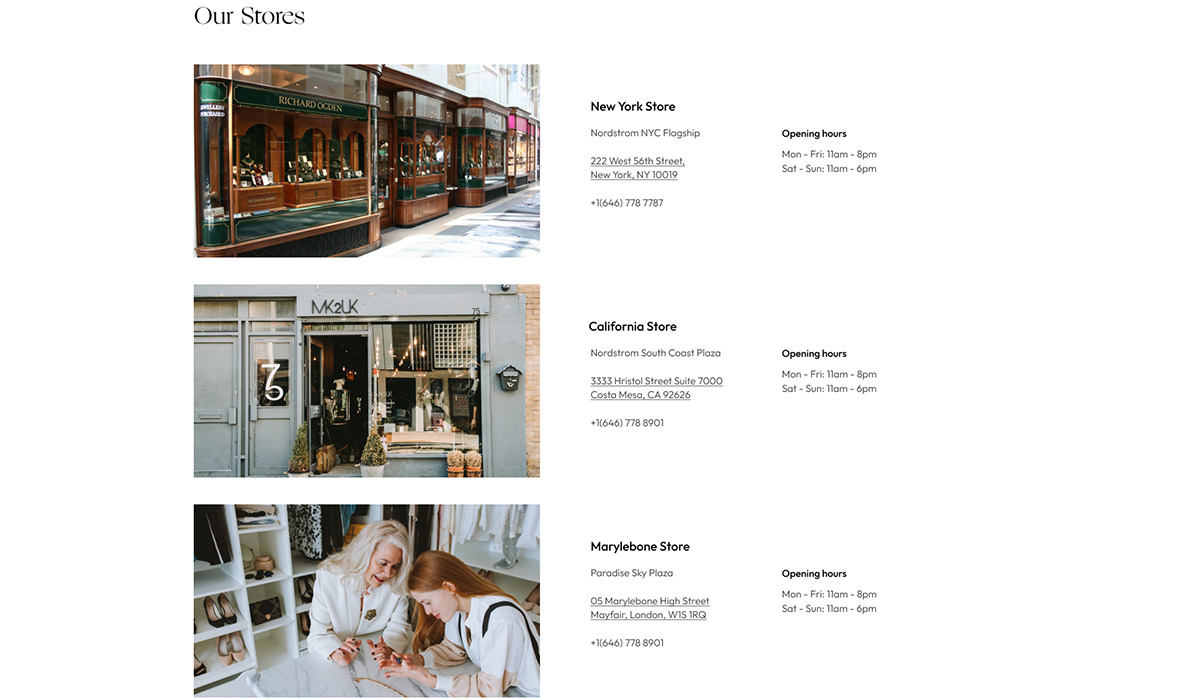 Our Stores
RICHARD OGDEN
New York Store
Nordstrom NYC Flagship
222 West 56th Street,
New York, NY 10019
+1(646) 778 7787
Opening hours
Mon - Fri: 11am - 8pm
Sat - Sun: 11am - 6pm
MK2UK
75
California Store
Nordstrom South Coast Plaza
3333 Hristol Street Suite 7000
Costa Mesa, CA 92626
+1(646) 778 8901
Opening hours
Mon - Fri: 11am - 8pm
Sat - Sun: 11am - 6pm
Marylebone Store
Paradise Sky Plaza
05 Marylebone High Street
Mayfair, London, W1S 1RQ
+1(646) 778 8901
Opening hours
Mon - Fri: 11am - 8pm
Sat - Sun: 11am - 6pm